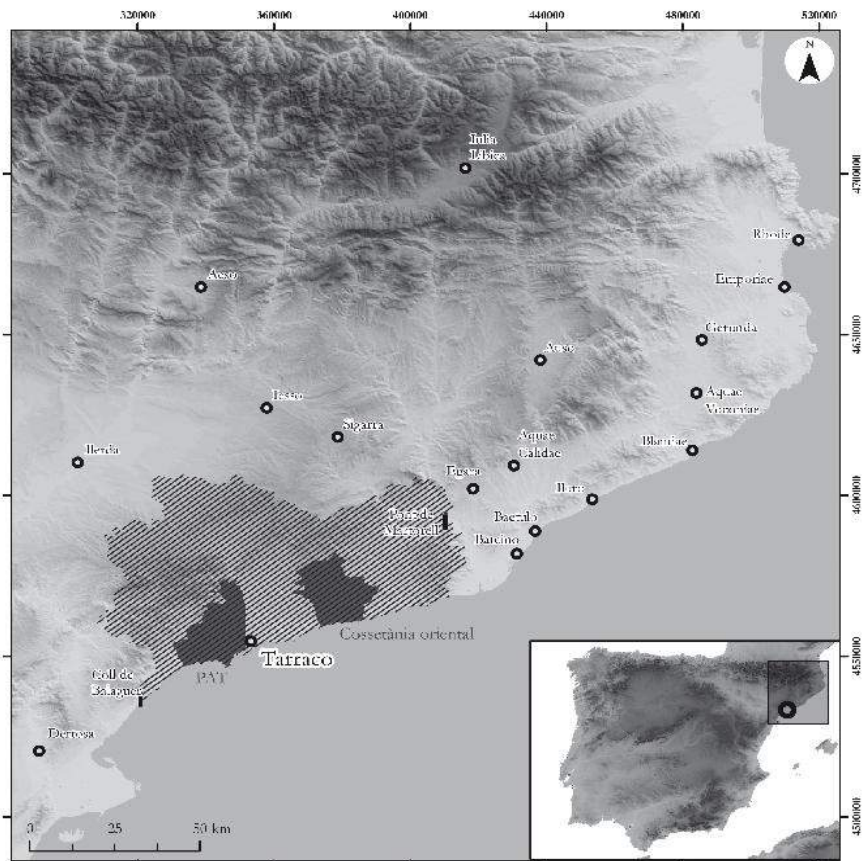 320000 360000 400000 440000 480000 520000
N
Iulia
Libica
4700000
Rhode
Aeso
Emporiae
Gerunda
4650000
Auso
Aquae
Voconiae
Iesso
Sigarra
Blandae
Aquae
Calidae
Ilerda
Egara
Iluro
4600000
Pont de
Martorell
Baetulo
Barcino
Cossetània oriental
Tarraco
4550000
PAT
Coll de
Balaguer
Dertosa
4500000
0 25 50 km